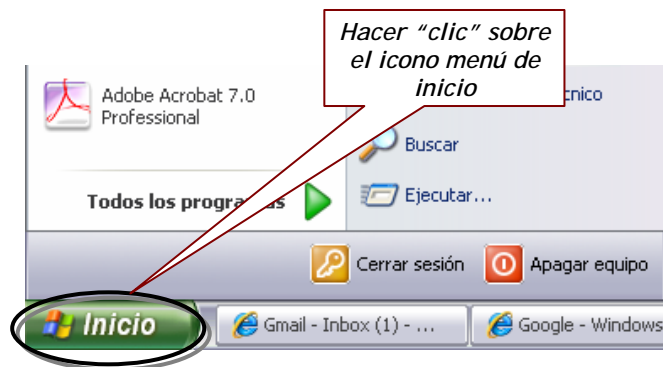 Hacer “clic” sobre
el icono menú de
inicio
Adobe Acrobat 7.0
Professional
Buscar
Todos los
Ejecutar...
Cerrar sesión
Apagar equipo
Inicio
Gmail - Inbox (1) - ...
Google - Windows